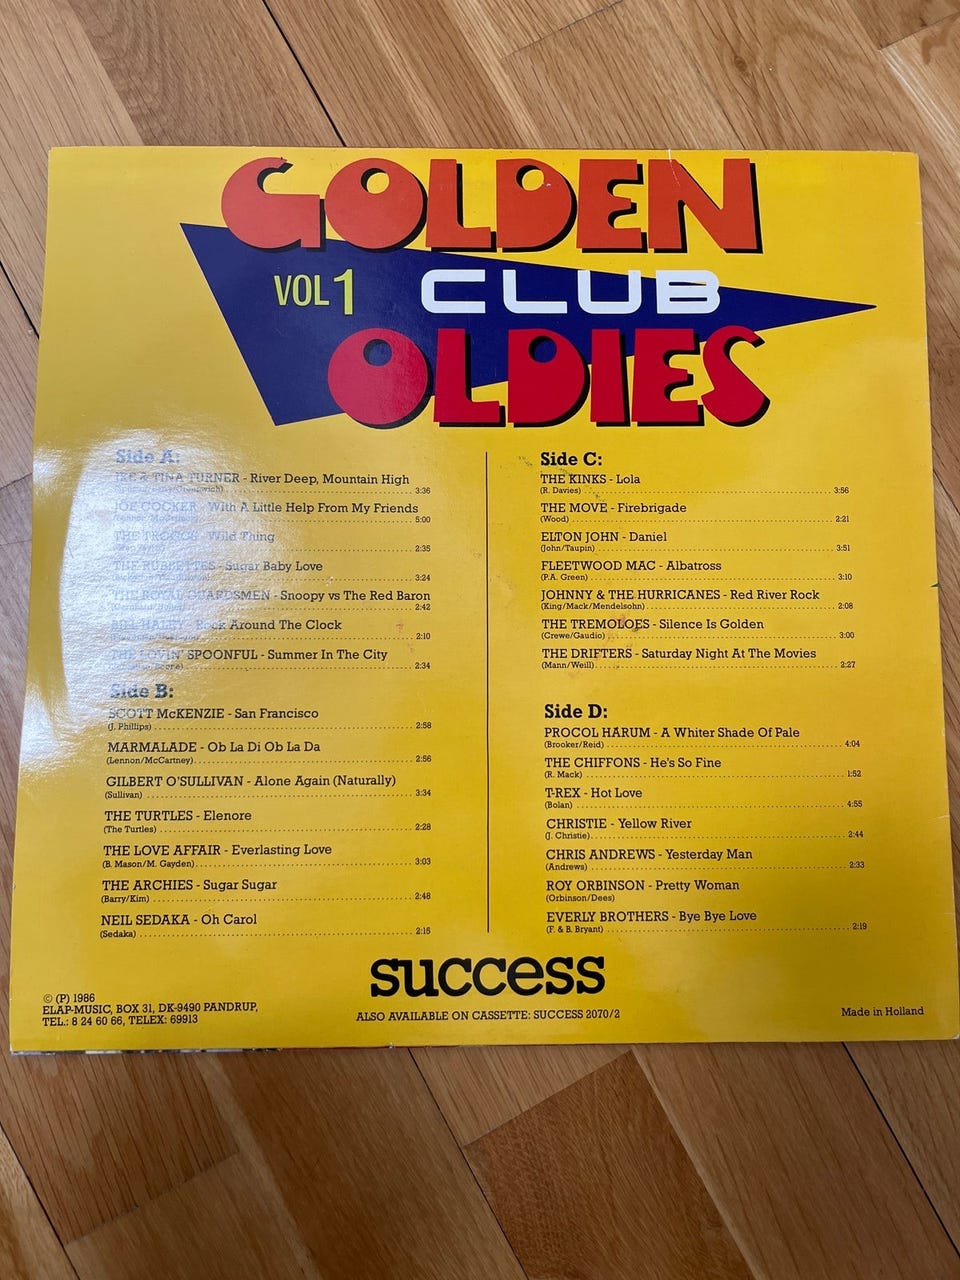 GOLDEN
VOL 1 CLUB
OLDIES
Side A:
IKE & TINA TURNER - River Deep, Mountain High
3:36
JOE COCKER - With A Little Help From My Friends
5:00
THE TROGGS - Wild Thing
2:35
THE RUBETTES - Sugar Baby Love
3:24
THE ROYAL GUARDSMEN - Snoopy vs The Red Baron
2:42
BILL HALEY - Rock Around The Clock
2:10
THE LOVIN' SPOONFUL - Summer In The City
2:34
Side B:
SCOTT McKENZIE - San Francisco
(J. Phillips) 2:58
MARMALADE - Ob La Di Ob La Da
(Lennon/McCartney) 2:56
GILBERT O'SULLIVAN - Alone Again (Naturally)
(Sullivan) 3:34
THE TURTLES - Elenore
(The Turtles) 2:28
THE LOVE AFFAIR - Everlasting Love
(B. Mason/M. Gayden) 3:03
THE ARCHIES - Sugar Sugar
(Barry/Kim) 2:48
NEIL SEDAKA - Oh Carol
(Sedaka) 2:15
Side C:
THE KINKS - Lola
(R. Davies) 3:56
THE MOVE - Firebrigade
(Wood) 2:21
ELTON JOHN - Daniel
(John/Taupin) 3:51
FLEETWOOD MAC - Albatross
(P.A. Green) 3:10
JOHNNY & THE HURRICANES - Red River Rock
(King/Mack/Mendelsohn) 2:08
THE TREMOLOES - Silence Is Golden
(Crewe/Gaudio) 3:00
THE DRIFTERS - Saturday Night At The Movies
(Mann/Weill) 2:27
Side D:
PROCOL HARUM - A Whiter Shade Of Pale
(Brooker/Reid) 4:04
THE CHIFFONS - He's So Fine
(R. Mack) 1:52
T-REX - Hot Love
(Bolan) 4:55
CHRISTIE - Yellow River
(J. Christie) 2:44
CHRIS ANDREWS - Yesterday Man
(Andrews) 2:33
ROY ORBINSON - Pretty Woman
(Orbinson/Dees)
EVERLY BROTHERS - Bye Bye Love
(F. & B. Bryant) 2:19
success
© (P) 1986
ELAP-MUSIC, BOX 31, DK-9490 PANDRUP,
TEL.: 8 24 60 66, TELEX: 69913
ALSO AVAILABLE ON CASSETTE: SUCCESS 2070/2
Made in Holland